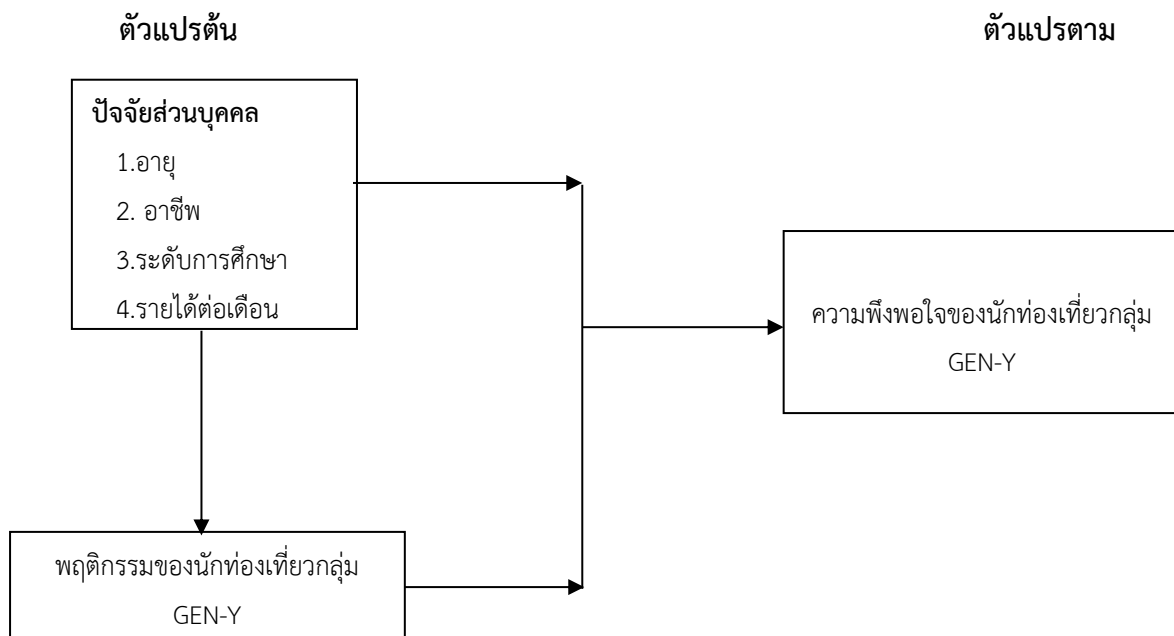 ตัวแปรต้น
ตัวแปรตาม
ปัจจัยส่วนบุคคล
1.อายุ
2. อาชีพ
3.ระดับการศึกษา
4.รายได้ต่อเดือน
ความพึงพอใจของนักท่องเที่ยวกลุ่ม
GEN-Y
พฤติกรรมของนักท่องเที่ยวกลุ่ม
GEN-Y